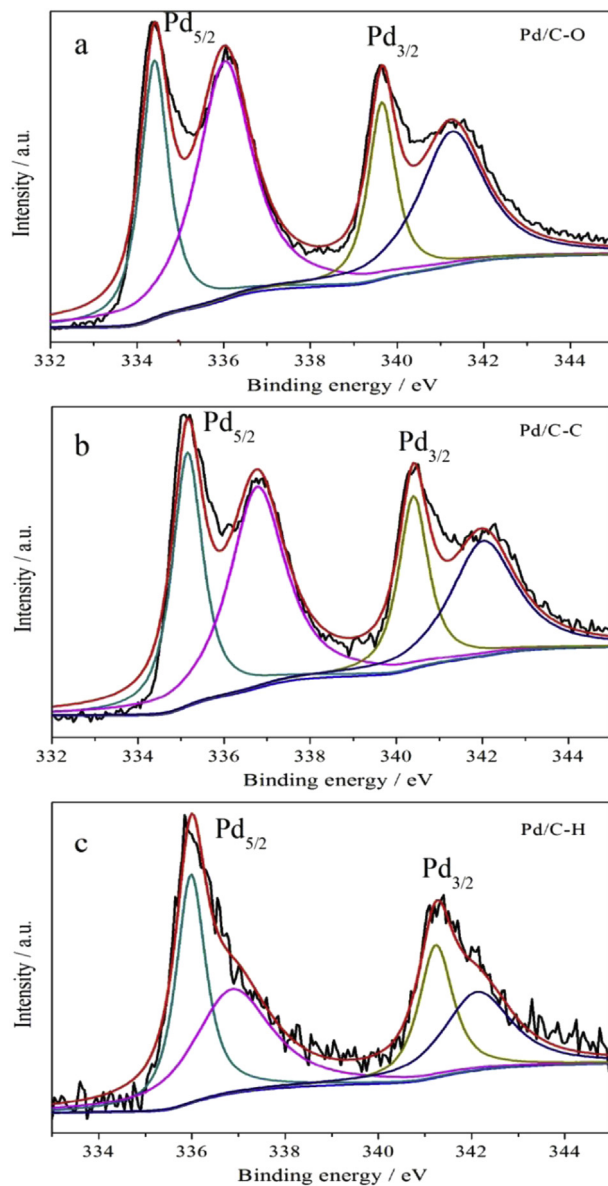 a
Pd5/2
Pd3/2
Pd/C-O
Intensity / a.u.
332 334 336 338 340 342 344
Binding energy / eV
b
Pd5/2
Pd3/2
Pd/C-C
Intensity / a.u.
332 334 336 338 340 342 344
Binding energy / eV
c
Pd5/2
Pd3/2
Pd/C-H
Intensity / a.u.
334 336 338 340 342 344
Binding energy / eV